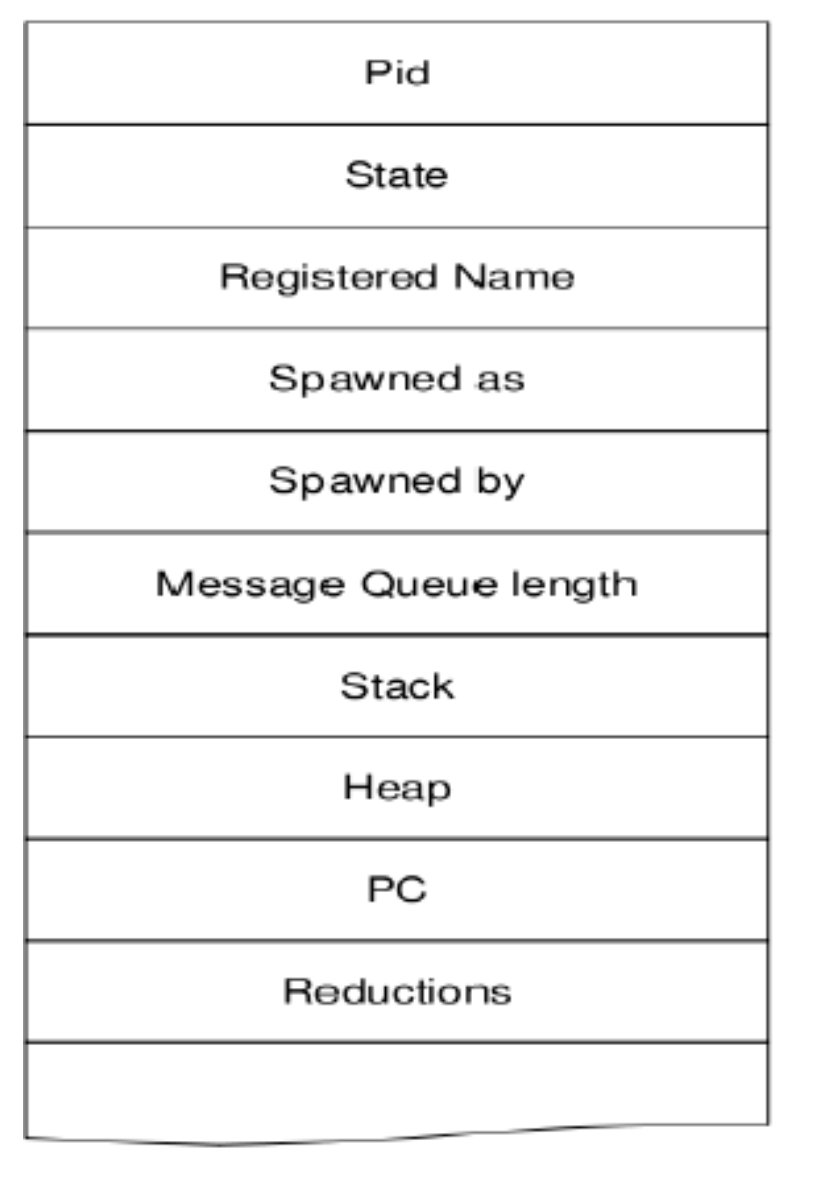 Pid
State
Registered Name
Spawned as
Spawned by
Message Queue length
Stack
Heap
PC
Reductions